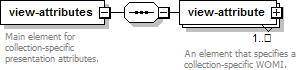 view-attributes
view-attribute
1..
Main element for
collection-specific
presentation attributes.
An element that specifies a
collection-specific WOMI.